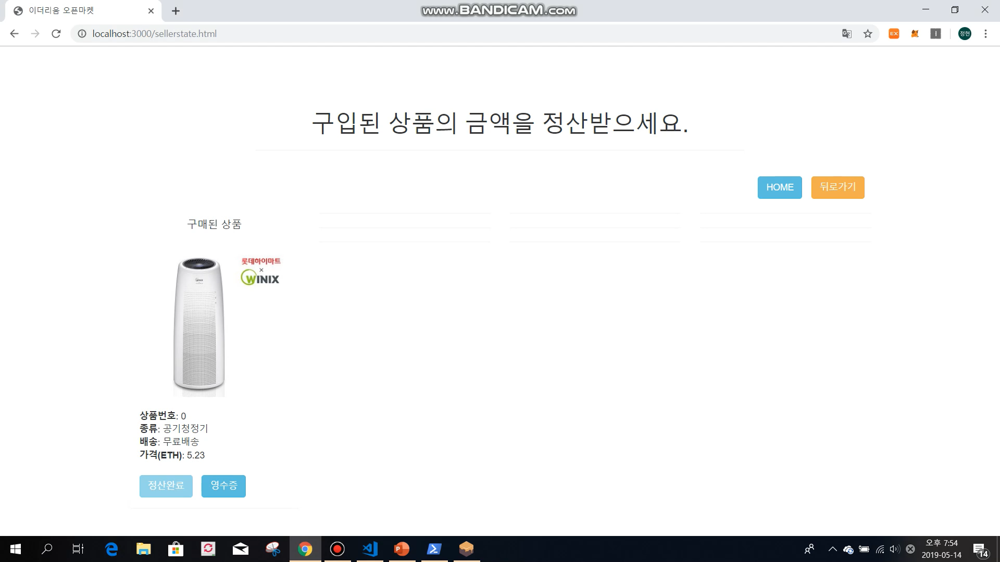 이더리움 오픈마켓
www.BANDICAM.com
localhost:3000/sellerstate.html
EX
정현
구입된 상품의 금액을 정산받으세요.
HOME
뒤로가기
구매된 상품
롯데하이마트
×
WINIX
상품번호: 0
종류: 공기청정기
배송: 무료배송
가격(ETH): 5.23
정산완료
영수증
오후 7:54
2019-05-14
14